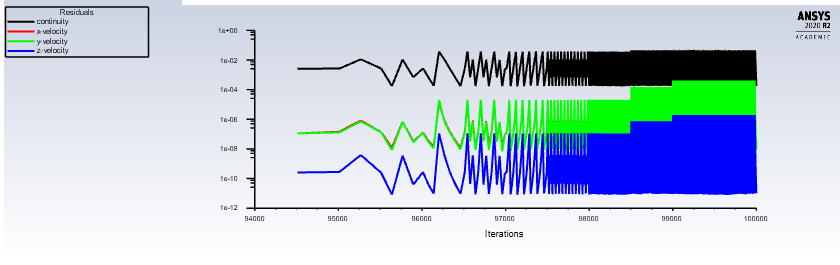 Residuals
continuity
x-velocity
y-velocity
z-velocity
ANSYS
2020 R2
ACADEMIC
1e+00
1e-02
1e-04
1e-06
1e-08
1e-10
1e-12
94000 95000 96000 97000 98000 99000 100000
Iterations